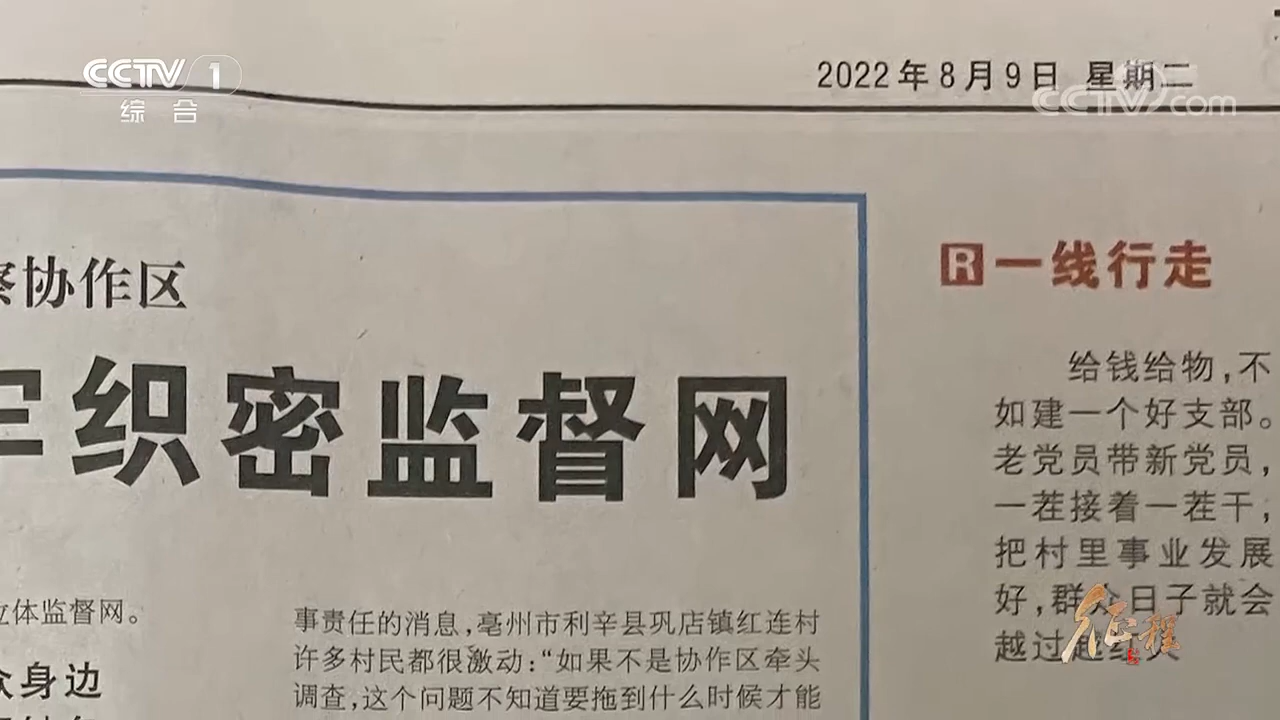 CCTV 1
综合
2022年8月9日 星期二
CCTV.com
察协作区
牢织密监督网
立体监督网。
众身边
事责任的消息,亳州市利辛县巩店镇红连村
许多村民都很激动:“如果不是协作区牵头
调查,这个问题不知道要拖到什么时候才能
R一线行走
给钱给物,不
如建一个好支部。
老党员带新党员,
一茬接着一茬干;
把村里事业发展
好,群众日子就会
越过越红火
征程